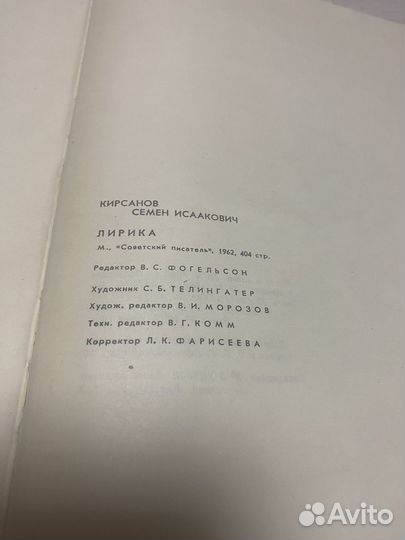 КИРСАНОВ
СЕМЕН ИСААКОВИЧ
ЛИРИКА
М., «Советский писатель», 1962, 404 стр.
Редактор В. С. ФОГЕЛЬСОН
Художник С. Б. ТЕЛИНГАТЕР
Худож. редактор В. И. МОРОЗОВ
Техн. редактор В. Г. КОММ
Корректор Л. К. ФАРИСЕЕВА
Avito